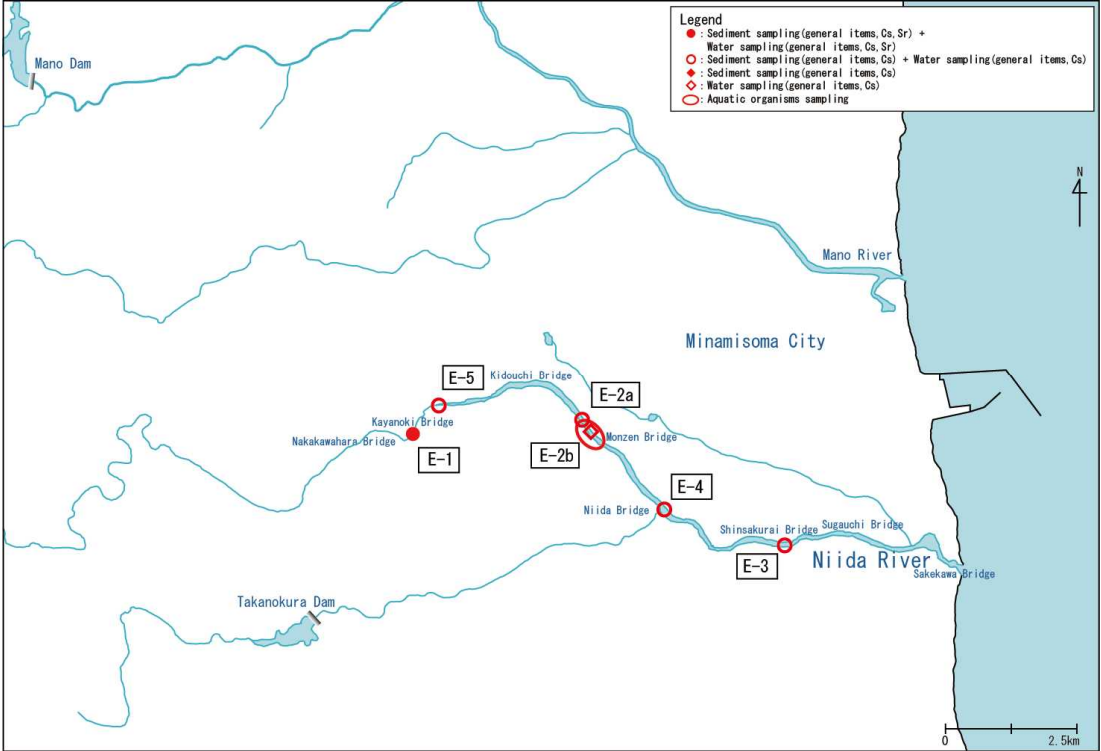 Legend
: Sediment sampling(general items,Cs,Sr) +
Water sampling(general items,Cs,Sr)
: Sediment sampling(general items,Cs) + Water sampling(general items,Cs)
: Sediment sampling(general items,Cs)
: Water sampling(general items,Cs)
: Aquatic organisms sampling
Mano Dam
N
Mano River
Minamisoma City
E-5
Kidouchi Bridge
E-2a
Kayanoki Bridge
Nakakawahara Bridge
Monzen Bridge
E-1
E-2b
E-4
Niida Bridge
Shinsakurai Bridge
Sugauchi Bridge
E-3
Niida River
Sakekawa Bridge
Takanokura Dam
0
2.5km